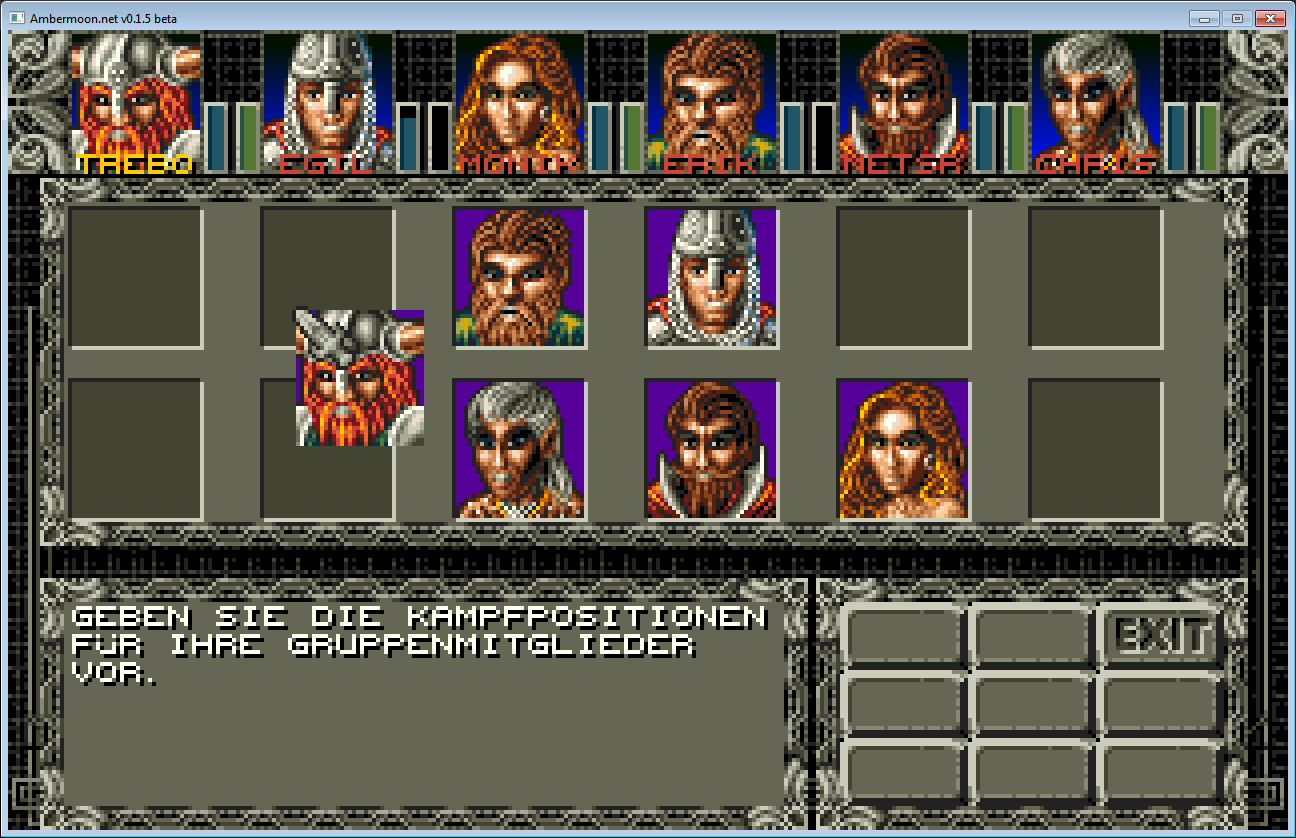 Ambermoon.net v0.1.5 beta
TAEBO
EGIL
MONIK
ERIK
NETSR
CHRIS
GEBEN SIE DIE KAMPFPOSITIONEN
FÜR IHRE GRUPPENMITGLIEDER
VOR.
EXIT